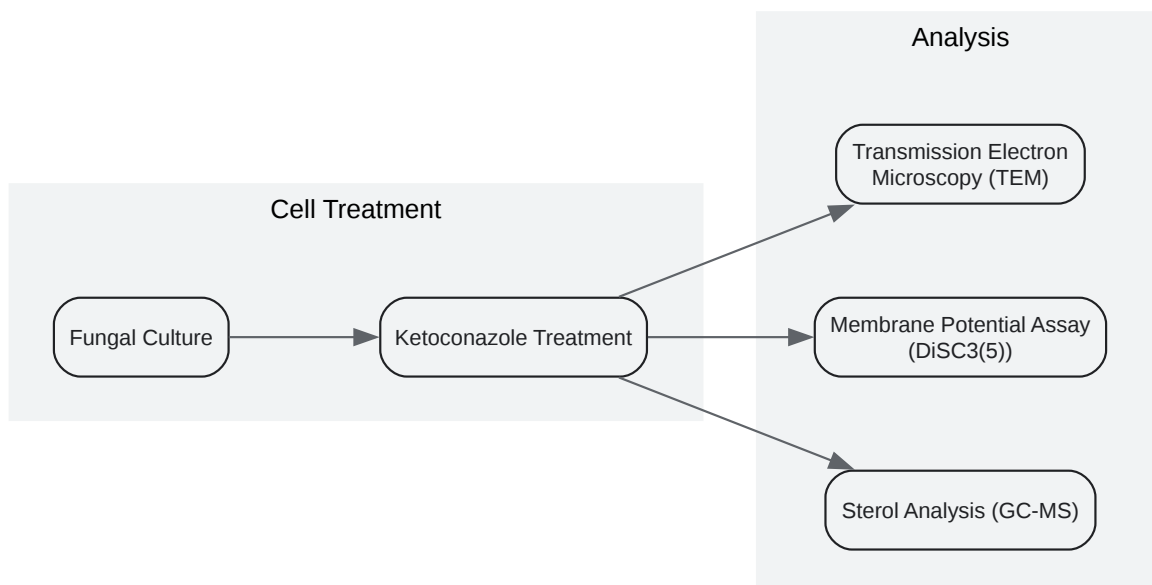 Cell Treatment
Fungal Culture
Ketoconazole Treatment
Analysis
Transmission Electron
Microscopy (TEM)
Membrane Potential Assay
(DiSC3(5))
Sterol Analysis (GC-MS)